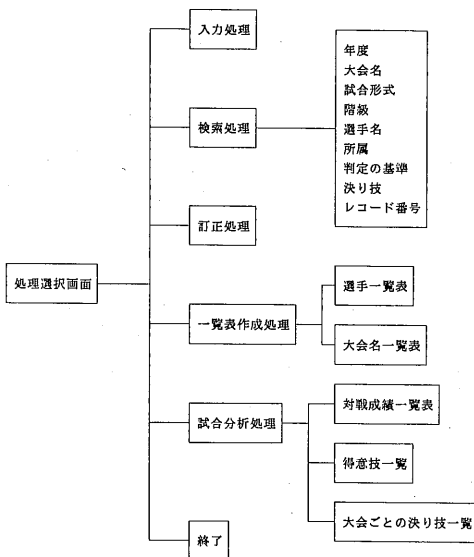 処理選択画面
入力処理
検索処理
年度
大会名
試合形式
階級
選手名
所属
判定の基準
決り技
レコード番号
訂正処理
一覧表作成処理
選手一覧表
大会名一覧表
試合分析処理
対戦成績一覧表
得意技一覧
大会ごとの決り技一覧
終了